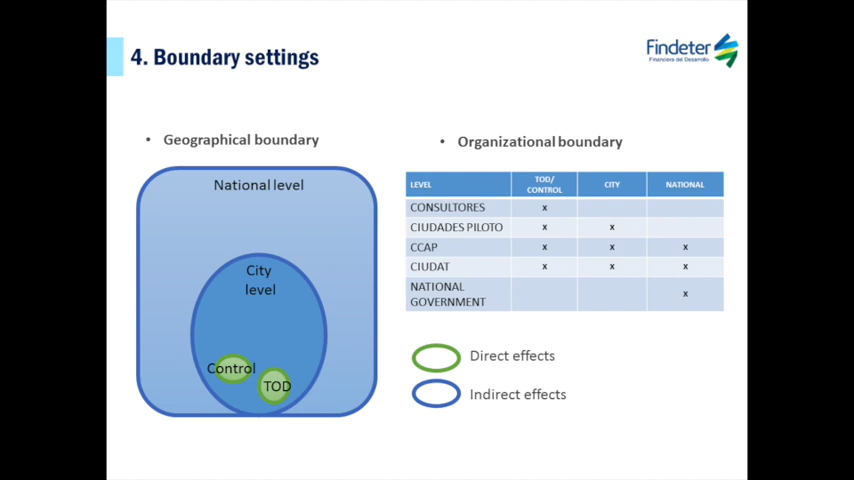 4. Boundary settings
Findeter
Financiera del Desarrollo
• Geographical boundary
National level
City
level
Control
TOD
• Organizational boundary
LEVEL TOD/ CONTROL CITY NATIONAL
CONSULTORES x
CIUDADES PILOTO x x
CCAP x x x
CIUDAT x x x
NATIONAL GOVERNMENT x
Direct effects
Indirect effects